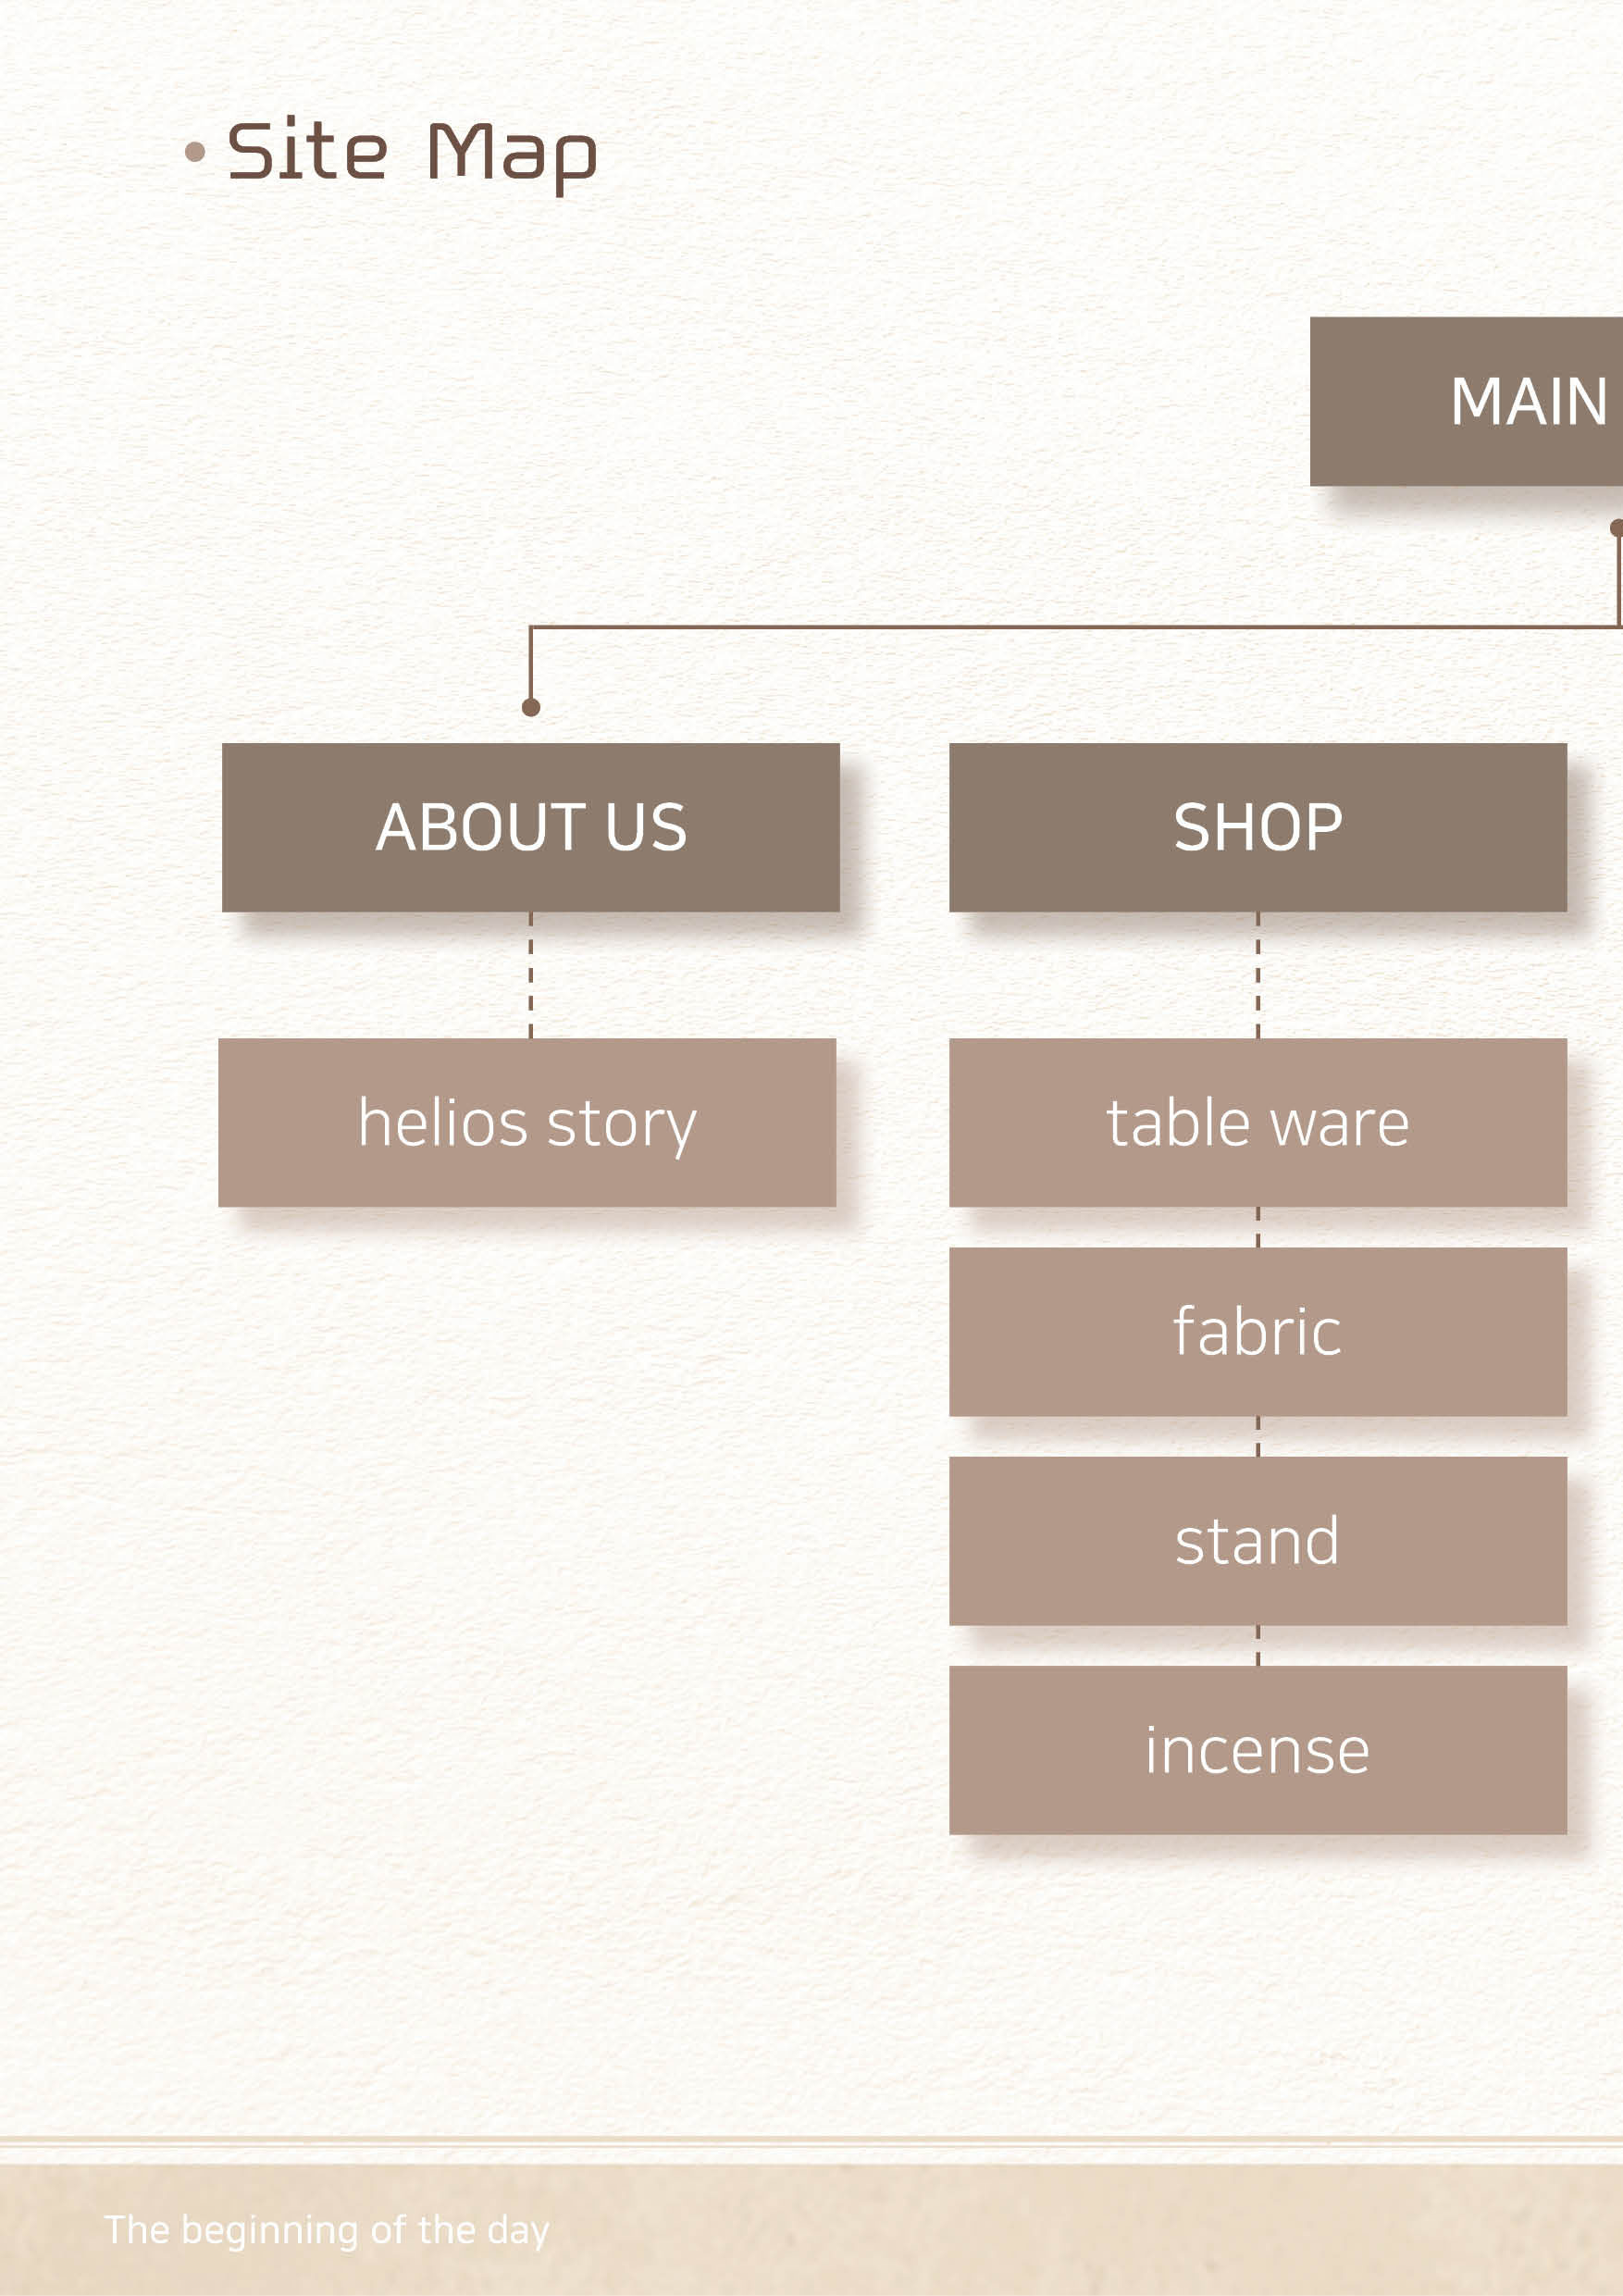 Site Map
MAIN
ABOUT US
SHOP
helios story
table ware
fabric
stand
incense
The beginning of the day